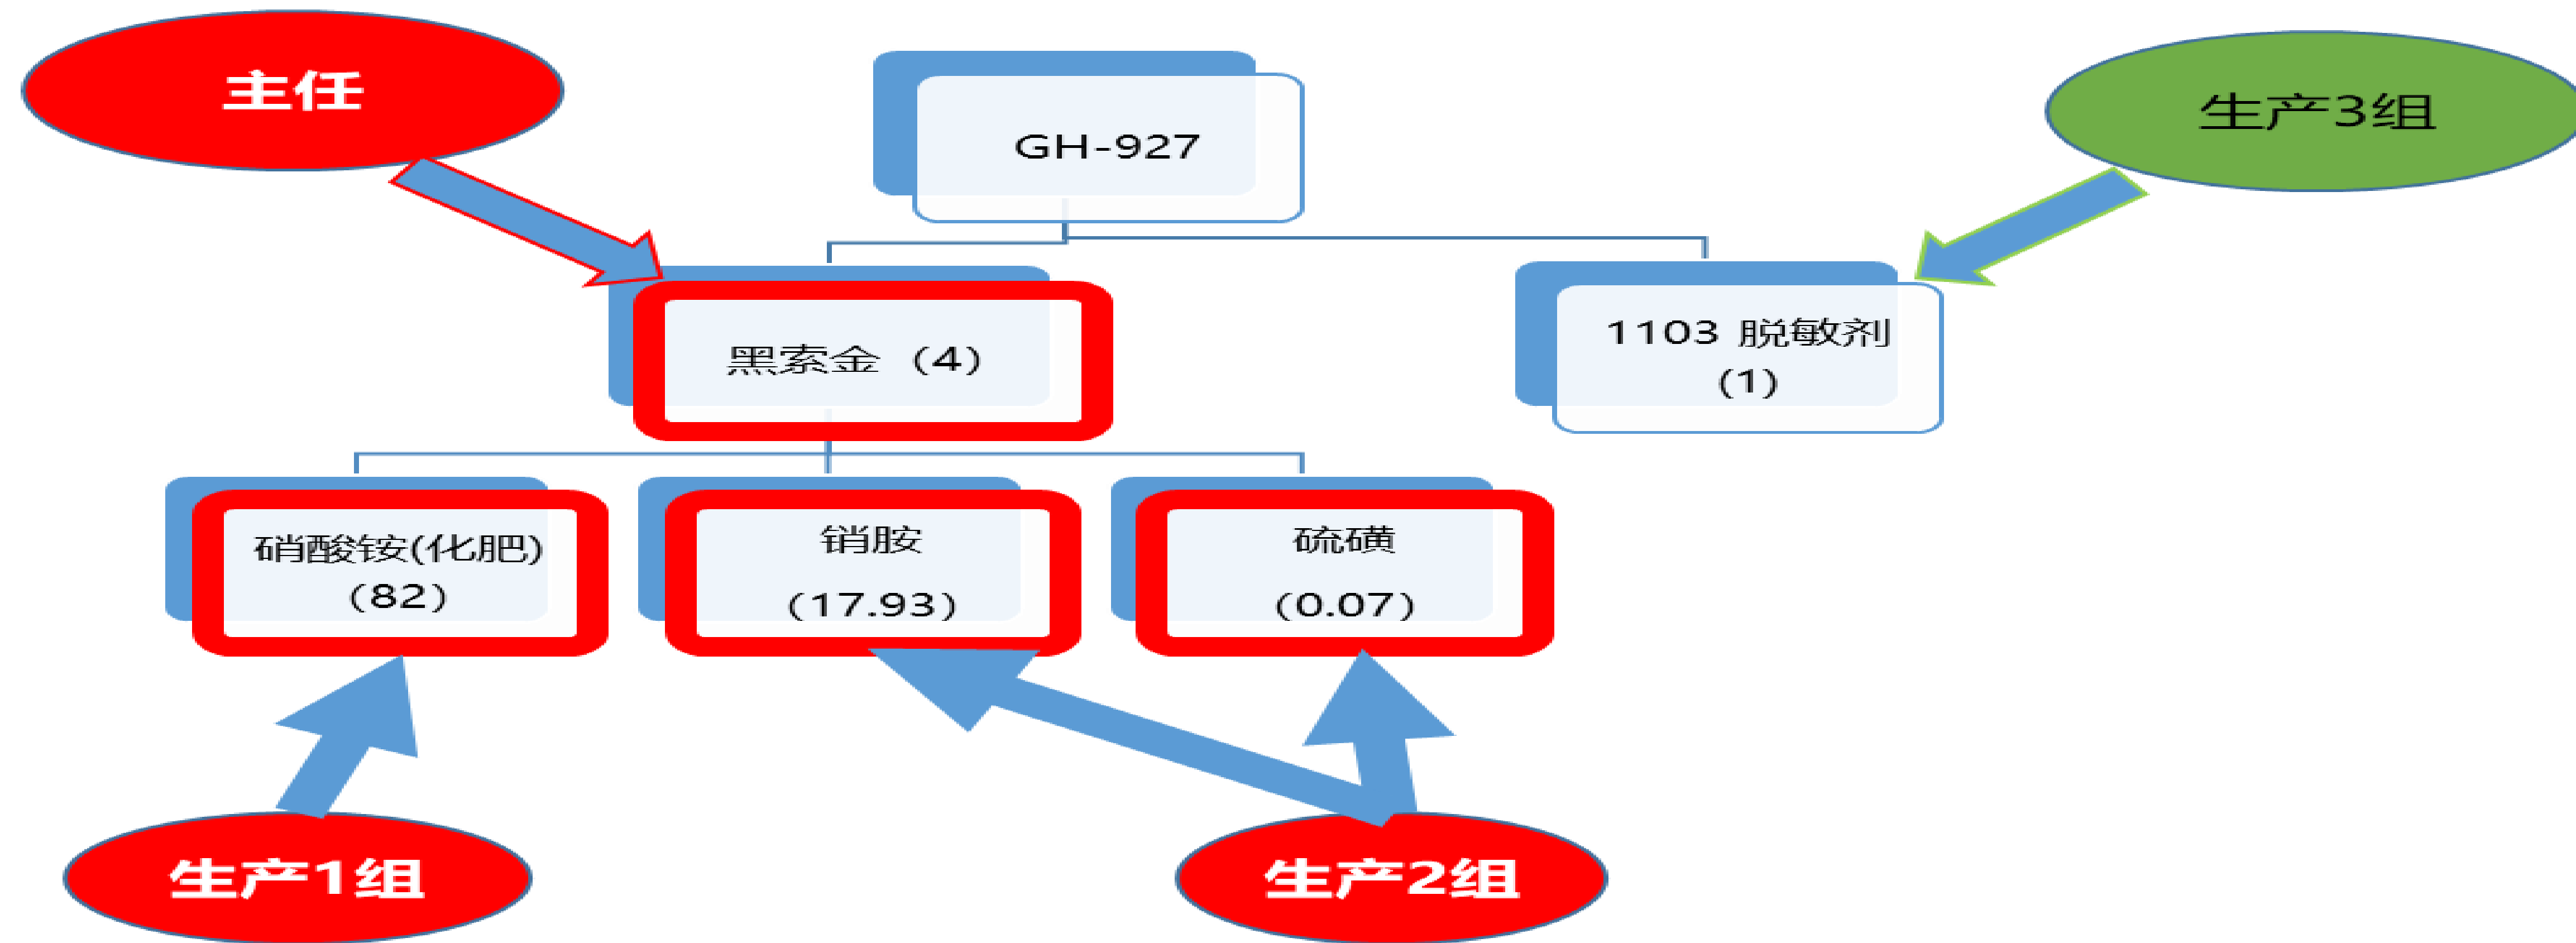 主任
GH-927
生产3组
黑索金（4）
1103 脱敏剂
(1)
硝酸铵(化肥)
（82）
销胺
（17.93）
硫磺
（0.07）
生产1组
生产2组